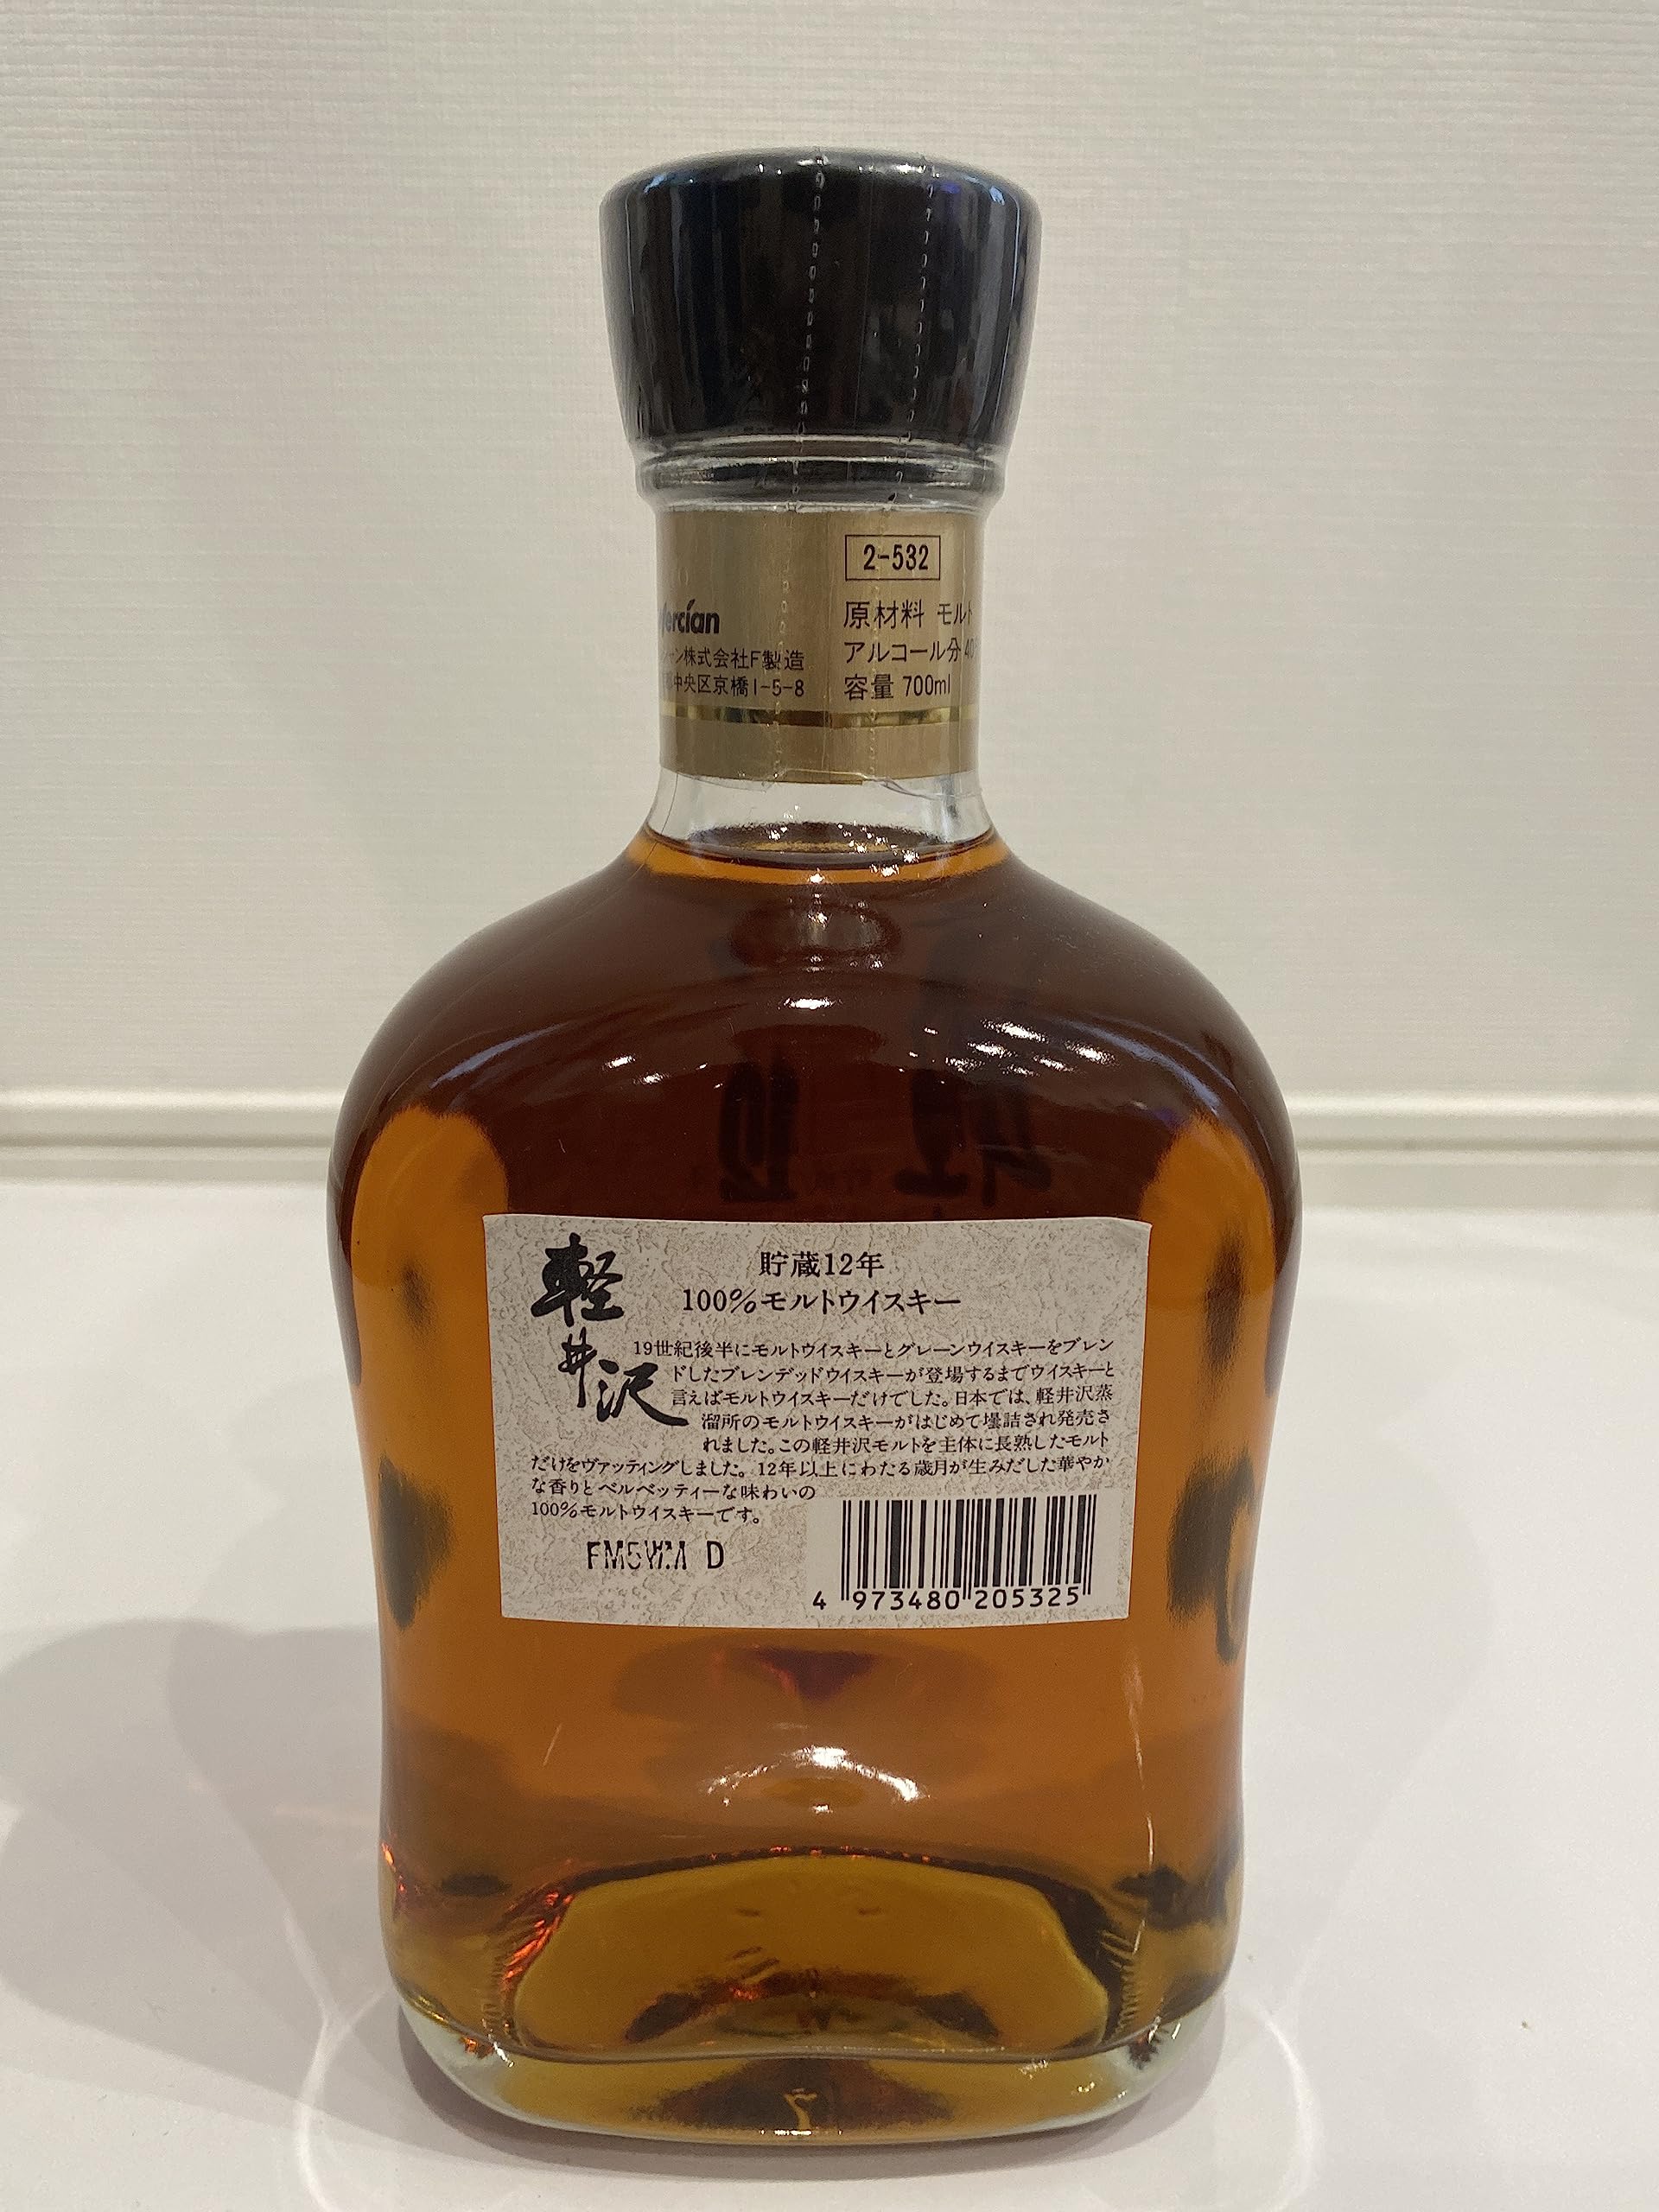 2-532
原材料 モルト
アルコール分 40
容量 700ml
ercian
ャン株式会社F製造
中央区京橋1-5-8
軽井沢
貯蔵12年
100%モルトウイスキー
19世紀後半にモルトウイスキーとグレーンウイスキーをブレン
ドしたブレンデッドウイスキーが登場するまでウイスキーと
言えばモルトウイスキーだけでした。日本では、軽井沢蒸
溜所のモルトウイスキーがはじめて壜詰され発売さ
れました。この軽井沢モルトを主体に長熟したモルト
だけをヴァッティングしました。12年以上にわたる歳月が生みだした華やか
な香りとベルベッティーな味わいの
100%モルトウイスキーです。
D
4 973480 205325